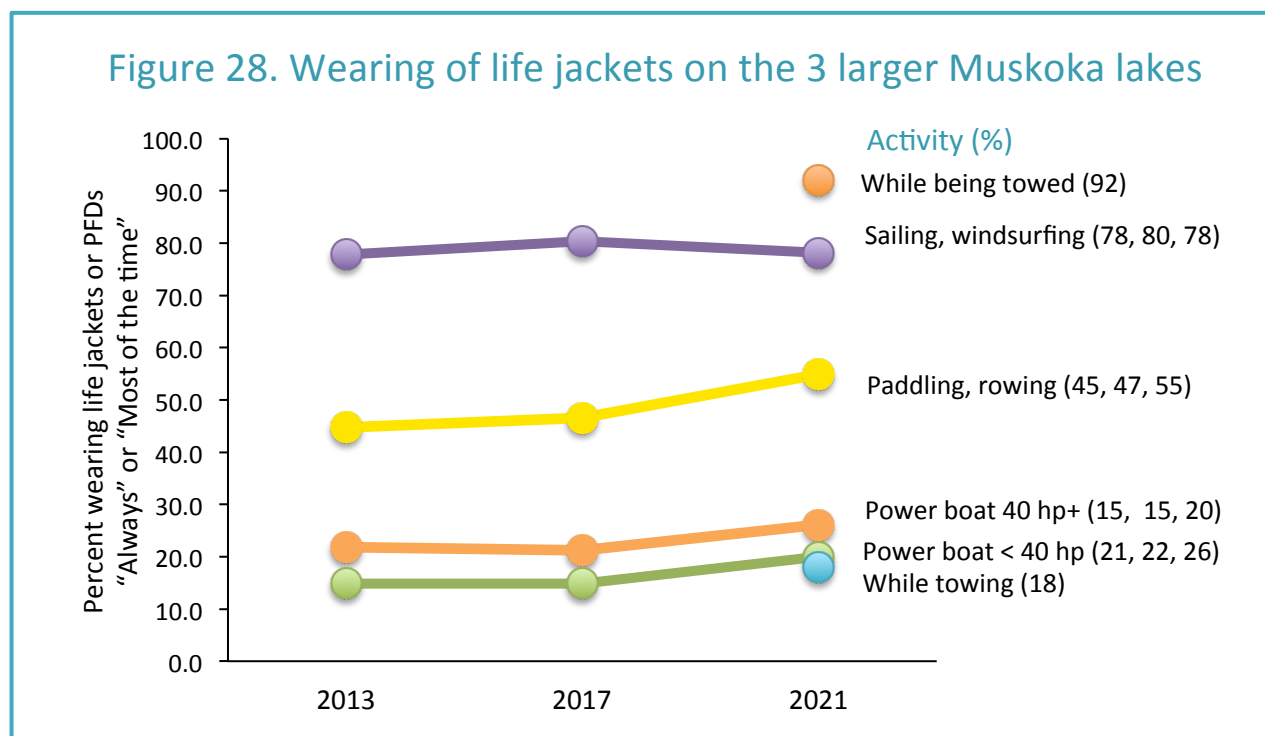 Figure 28. Wearing of life jackets on the 3 larger Muskoka lakes
Percent wearing life jackets or PFDs
“Always” or “Most of the time”
100.0
90.0
80.0
70.0
60.0
50.0
40.0
30.0
20.0
10.0
0.0
2013
2017
2021
Activity (%)
While being towed (92)
Sailing, windsurfing (78, 80, 78)
Paddling, rowing (45, 47, 55)
Power boat 40 hp+ (15, 15, 20)
Power boat < 40 hp (21, 22, 26)
While towing (18)